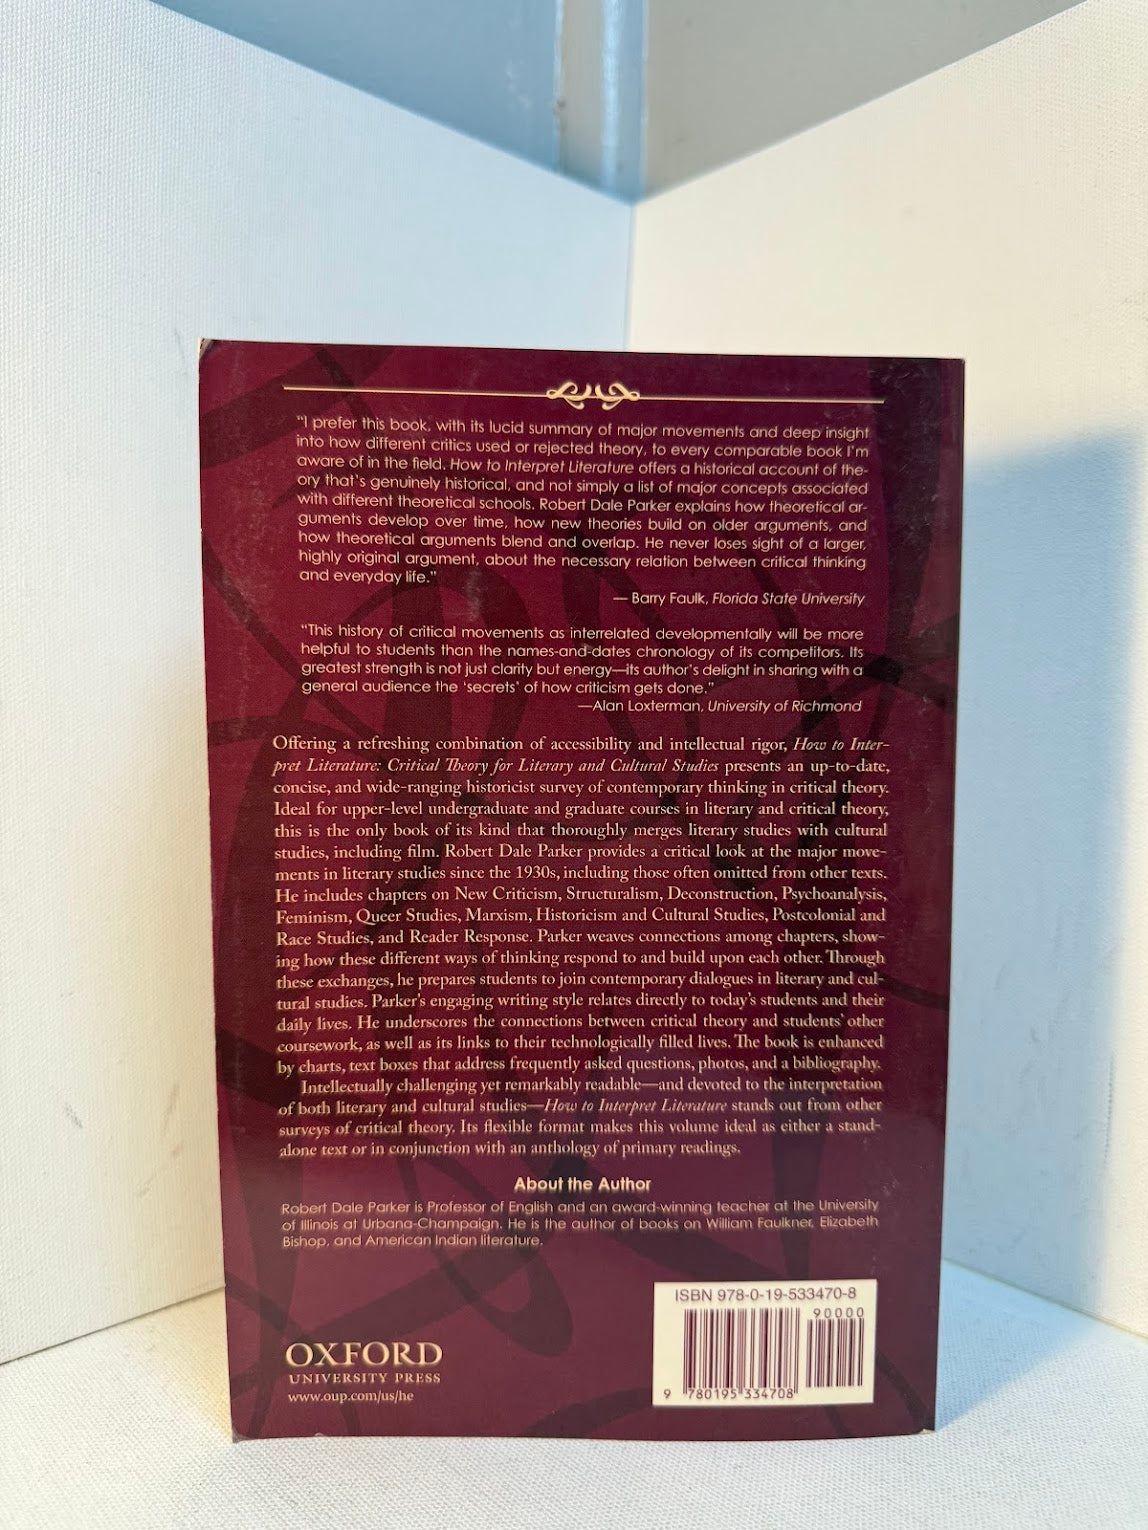 "I prefer this book, with its lucid summary of major movements and deep insight
into how different critics used or rejected theory, to every comparable book I'm
aware of in the field. How to Interpret Literature offers a historical account of the-
ory that's genuinely historical, and not simply a list of major concepts associated
with different theoretical schools. Robert Dale Parker explains how theoretical ar-
guments develop over time, how new theories build on older arguments, and
how theoretical arguments blend and overlap. He never loses sight of a larger,
highly original argument, about the necessary relation between critical thinking
and everyday life."
— Barry Faulk, Florida State University
"This history of critical movements as interrelated developmentally will be more
helpful to students than the names-and-dates chronology of its competitors. Its
greatest strength is not just clarity but energy—its author's delight in sharing with a
general audience the 'secrets' of how criticism gets done."
—Alan Loxterman, University of Richmond
Offering a refreshing combination of accessibility and intellectual rigor, How to Inter-
pret Literature: Critical Theory for Literary and Cultural Studies presents an up-to-date,
concise, and wide-ranging historicist survey of contemporary thinking in critical theory.
Ideal for upper-level undergraduate and graduate courses in literary and critical theory,
this is the only book of its kind that thoroughly merges literary studies with cultural
studies, including film. Robert Dale Parker provides a critical look at the major move-
ments in literary studies since the 1930s, including those often omitted from other texts.
He includes chapters on New Criticism, Structuralism, Deconstruction, Psychoanalysis,
Feminism, Queer Studies, Marxism, Historicism and Cultural Studies, Postcolonial and
Race Studies, and Reader Response. Parker weaves connections among chapters, show-
ing how these different ways of thinking respond to and build upon each other. Through
these exchanges, he prepares students to join contemporary dialogues in literary and cul-
tural studies. Parker's engaging writing style relates directly to today's students and their
daily lives. He underscores the connections between critical theory and students' other
coursework, as well as its links to their technologically filled lives. The book is enhanced
by charts, text boxes that address frequently asked questions, photos, and a bibliography.
Intellectually challenging yet remarkably readable—and devoted to the interpretation
of both literary and cultural studies—How to Interpret Literature stands out from other
surveys of critical theory. Its flexible format makes this volume ideal as either a stand-
alone text or in conjunction with an anthology of primary readings.
About the Author
Robert Dale Parker is Professor of English and an award-winning teacher at the University
of Illinois at Urbana-Champaign. He is the author of books on William Faulkner, Elizabeth
Bishop, and American Indian literature.
ISBN 978-0-19-533470-8
90000
9 780195 334708
OXFORD
UNIVERSITY PRESS
www.oup.com/us/he